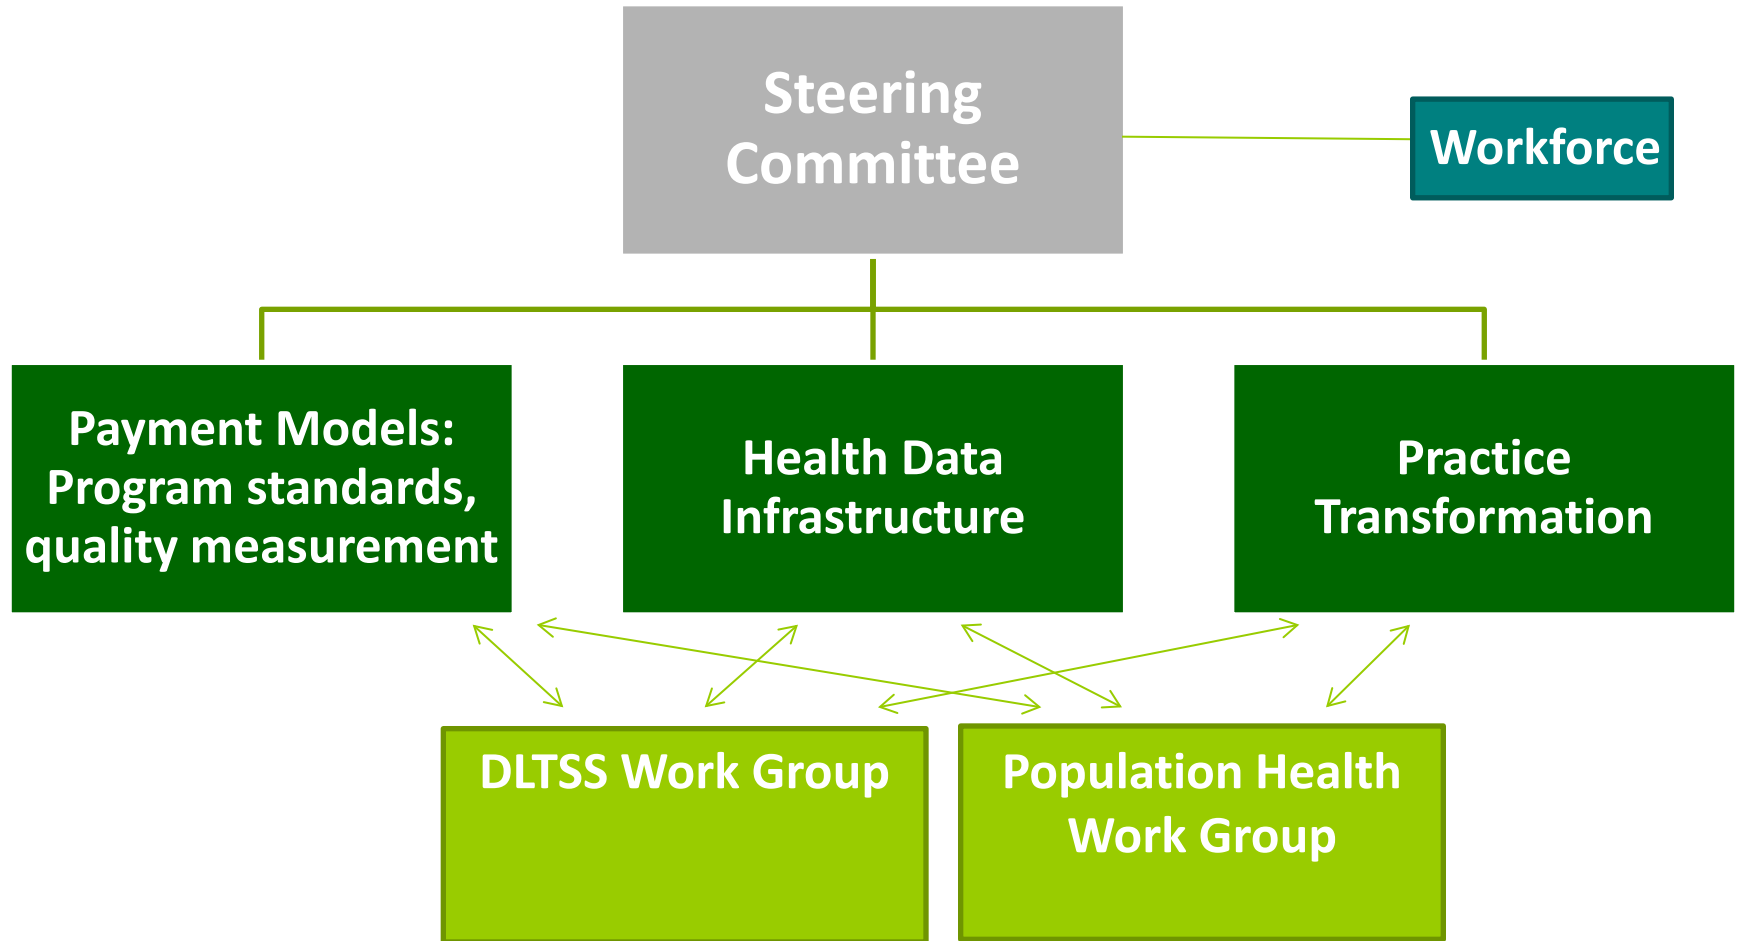 Steering
Committee
Workforce
Payment Models:
Program standards,
quality measurement
Health Data
Infrastructure
Practice
Transformation
DLTSS Work Group
Population Health
Work Group